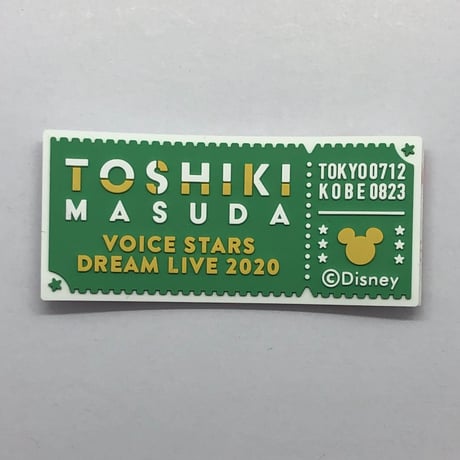 TOSHIKI
MASUDA
VOICE STARS
DREAM LIVE 2020
TOKYO0712
KOBE0823
©Disney